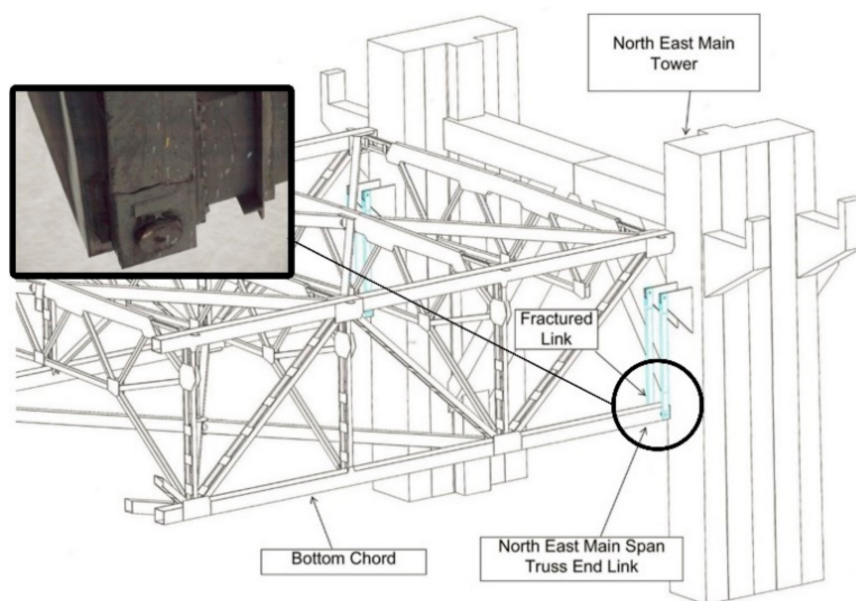 North East Main
Tower
Fractured
Link
Bottom Chord
North East Main Span
Truss End Link